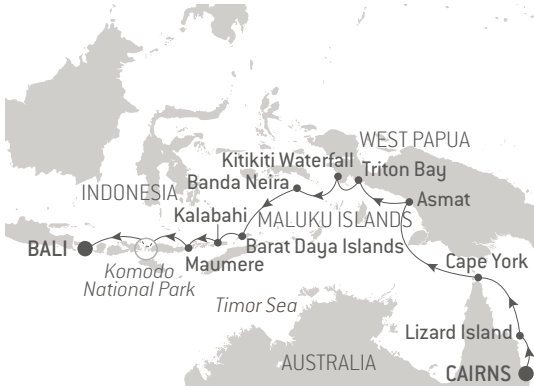 WEST PAPUA
Kitikiti Waterfall
Triton Bay
INDONESIA
Banda Neira
Asmat
Kalabahi
MALUKU ISLANDS
BALI
Barat Daya Islands
Maumere
Cape York
Komodo
National Park
Timor Sea
Lizard Island
AUSTRALIA
CAIRNS